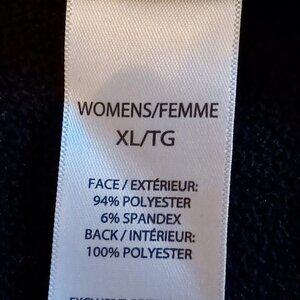 WOMENS/FEMME
XL/TG
FACE / EXTÉRIEUR:
94% POLYESTER
6% SPANDEX
BACK / INTÉRIEUR:
100% POLYESTER